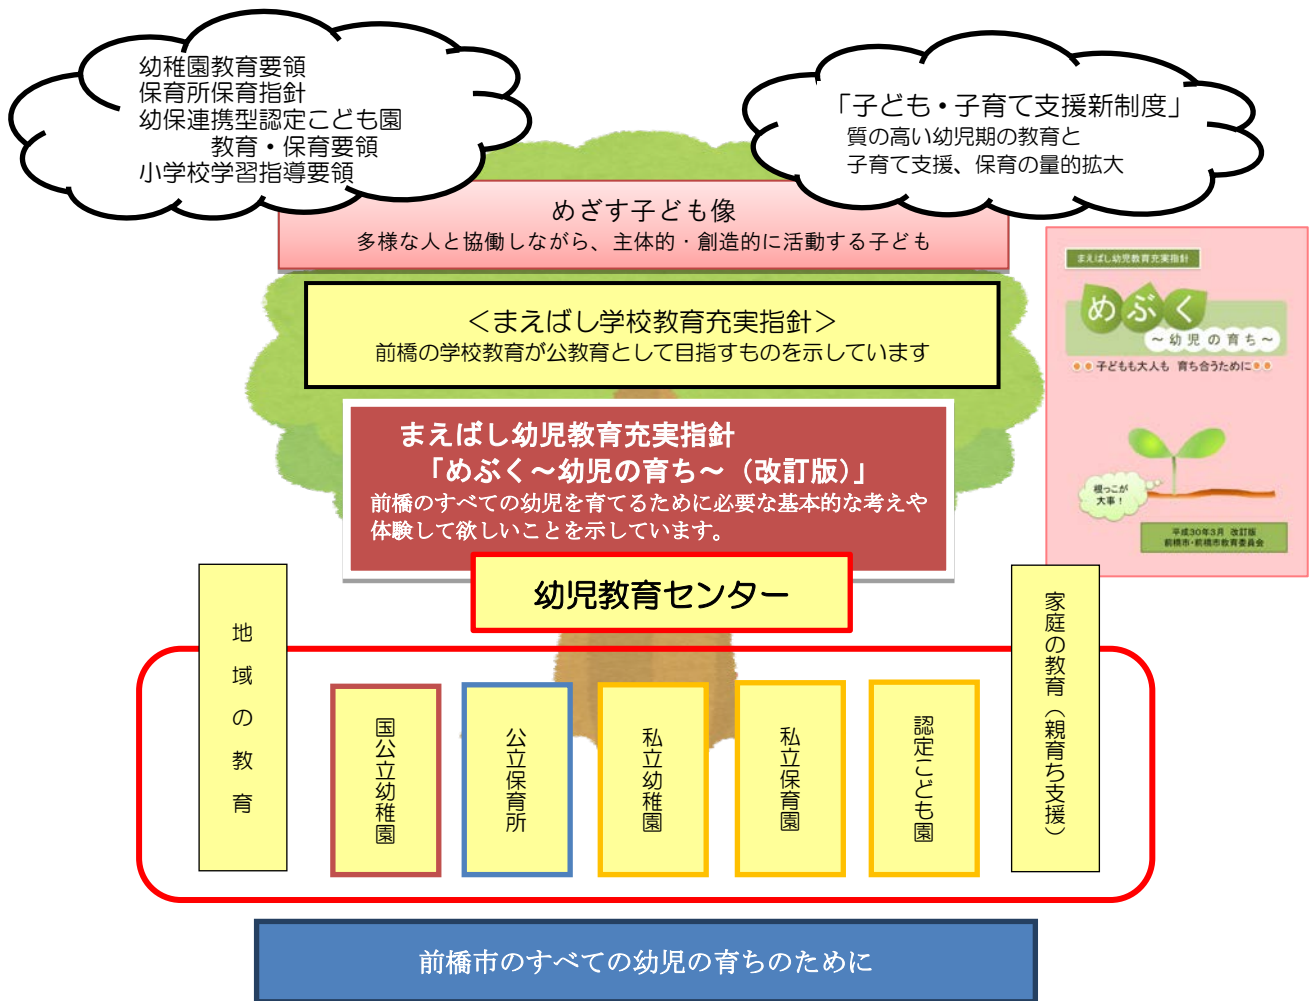 幼稚園教育要領
保育所保育指針
幼保連携型認定こども園
教育・保育要領
小学校学習指導要領
「子ども・子育て支援新制度」
質の高い幼児期の教育と
子育て支援、保育の量的拡大
めざす子ども像
多様な人と協働しながら、主体的・創造的に活動する子ども
＜まえばし学校教育充実指針＞
前橋の学校教育が公教育として目指すものを示しています
まえばし幼児教育充実指針
「めぶく～幼児の育ち～（改訂版）」
前橋のすべての幼児を育てるために必要な基本的な考えや
体験して欲しいことを示しています。
まえばし幼児教育充実指針
めぶく
～幼児の育ち～
子どもも大人も 育ち合うために
根っこが
大事！
平成30年3月 改訂版
前橋市・前橋市教育委員会
幼児教育センター
地域の教育
国公立幼稚園
公立保育所
私立幼稚園
私立保育園
認定こども園
家庭の教育（親育ち支援）
前橋市のすべての幼児の育ちのために